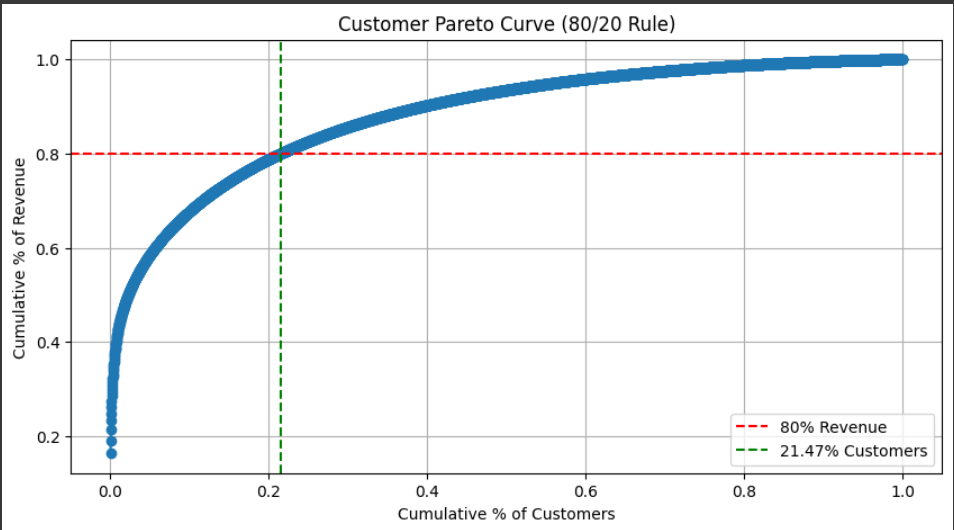 Customer Pareto Curve (80/20 Rule)
Cumulative % of Revenue
1.0
0.8
0.6
0.4
0.2
0.0
0.2
0.4
0.6
0.8
1.0
Cumulative % of Customers
80% Revenue
21.47% Customers